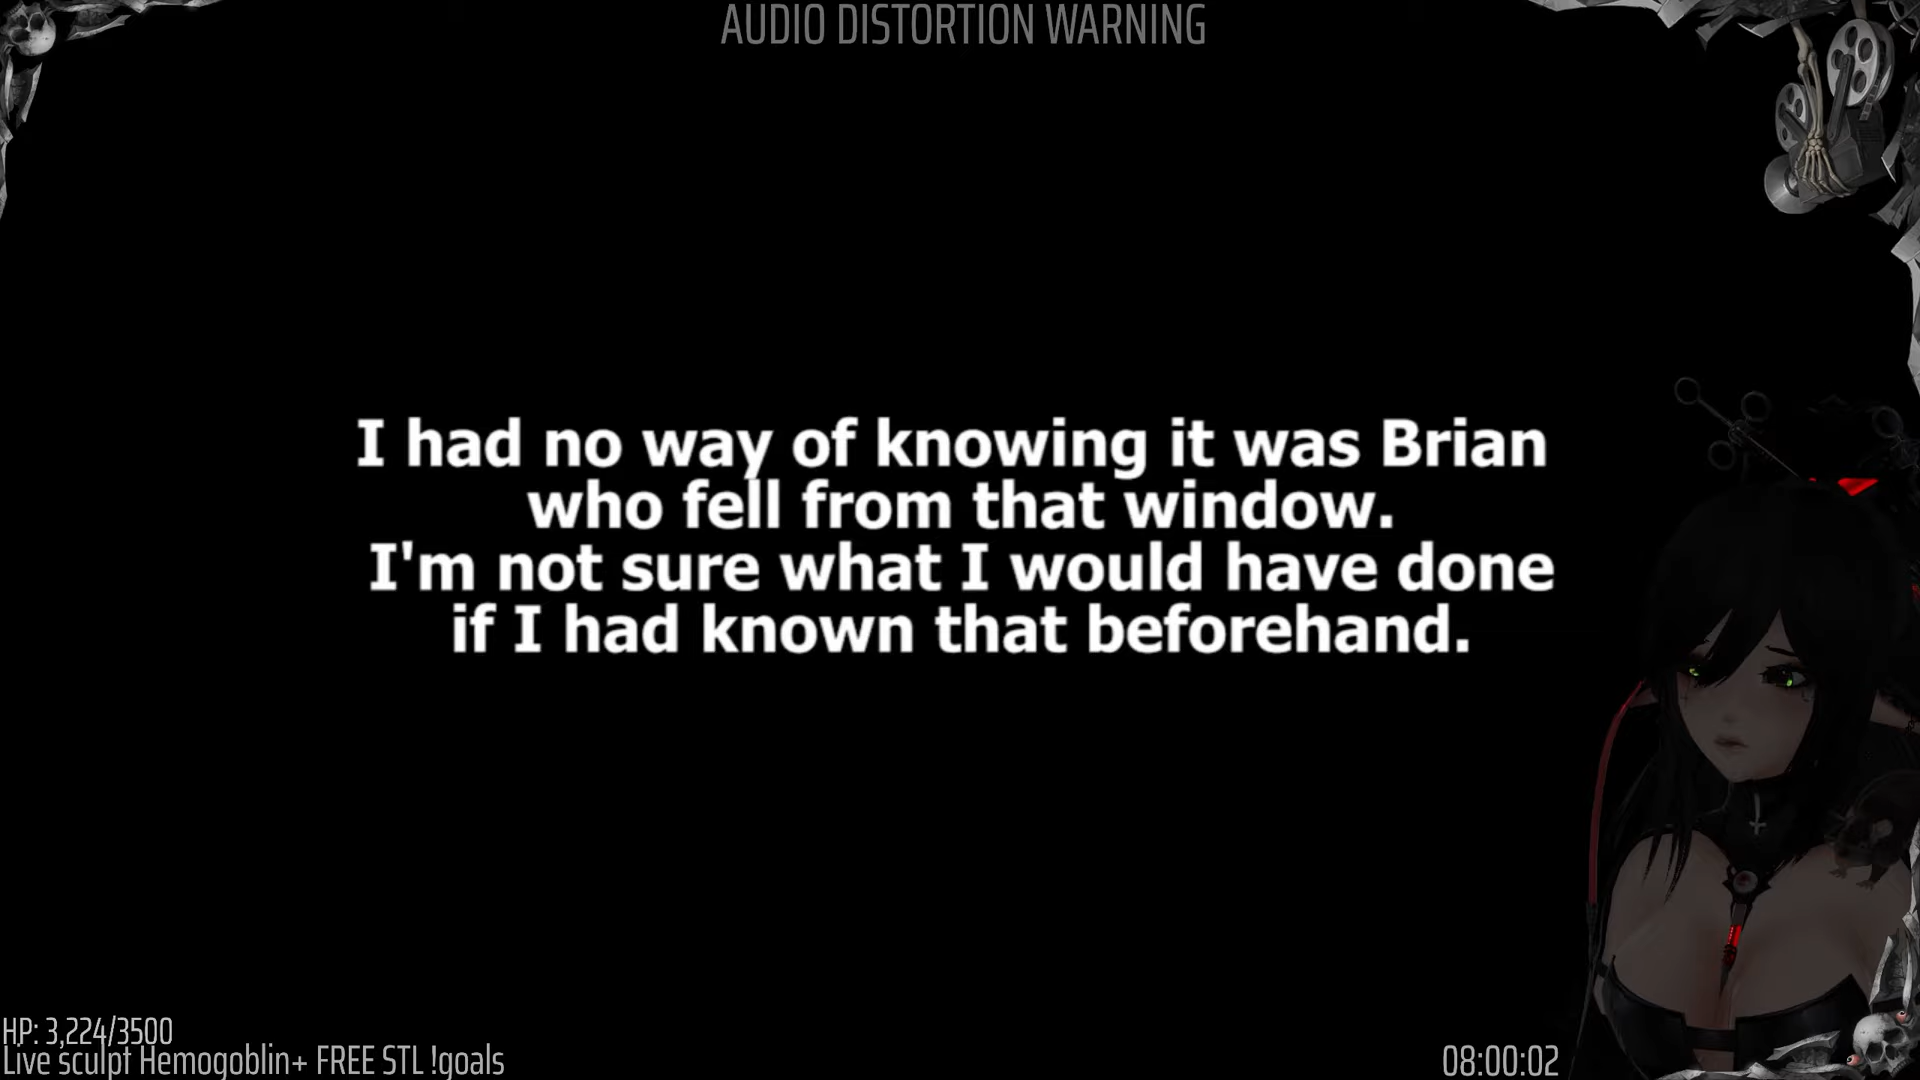 AUDIO DISTORTION WARNING
I had no way of knowing it was Brian
who fell from that window.
I'm not sure what I would have done
if I had known that beforehand.
HP: 3,224/3500
Live sculpt Hemogoblin+ FREE STL !goals
08:00:02